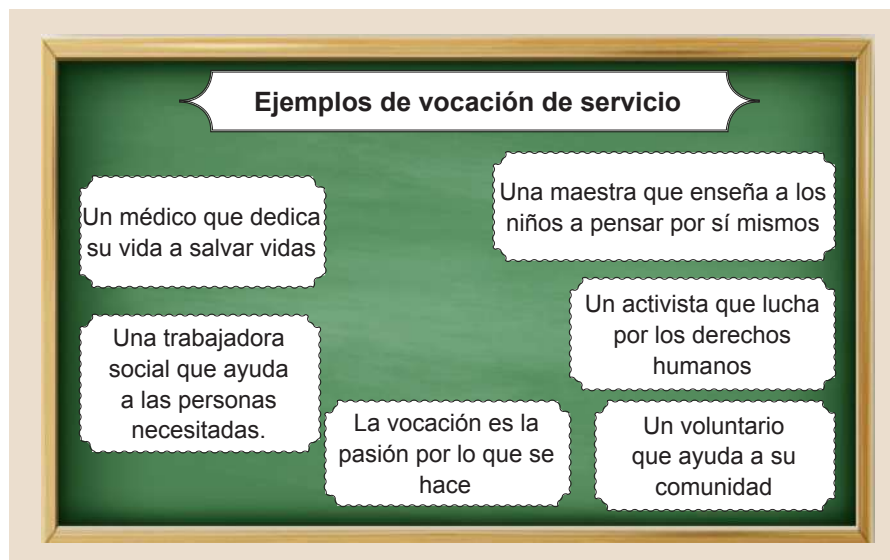 Ejemplos de vocación de servicio
Un médico que dedica
su vida a salvar vidas
Una maestra que enseña a los
niños a pensar por sí mismos
Una trabajadora
social que ayuda
a las personas
necesitadas.
Un activista que lucha
por los derechos
humanos
La vocación es la
pasión por lo que se
hace
Un voluntario
que ayuda a su
comunidad